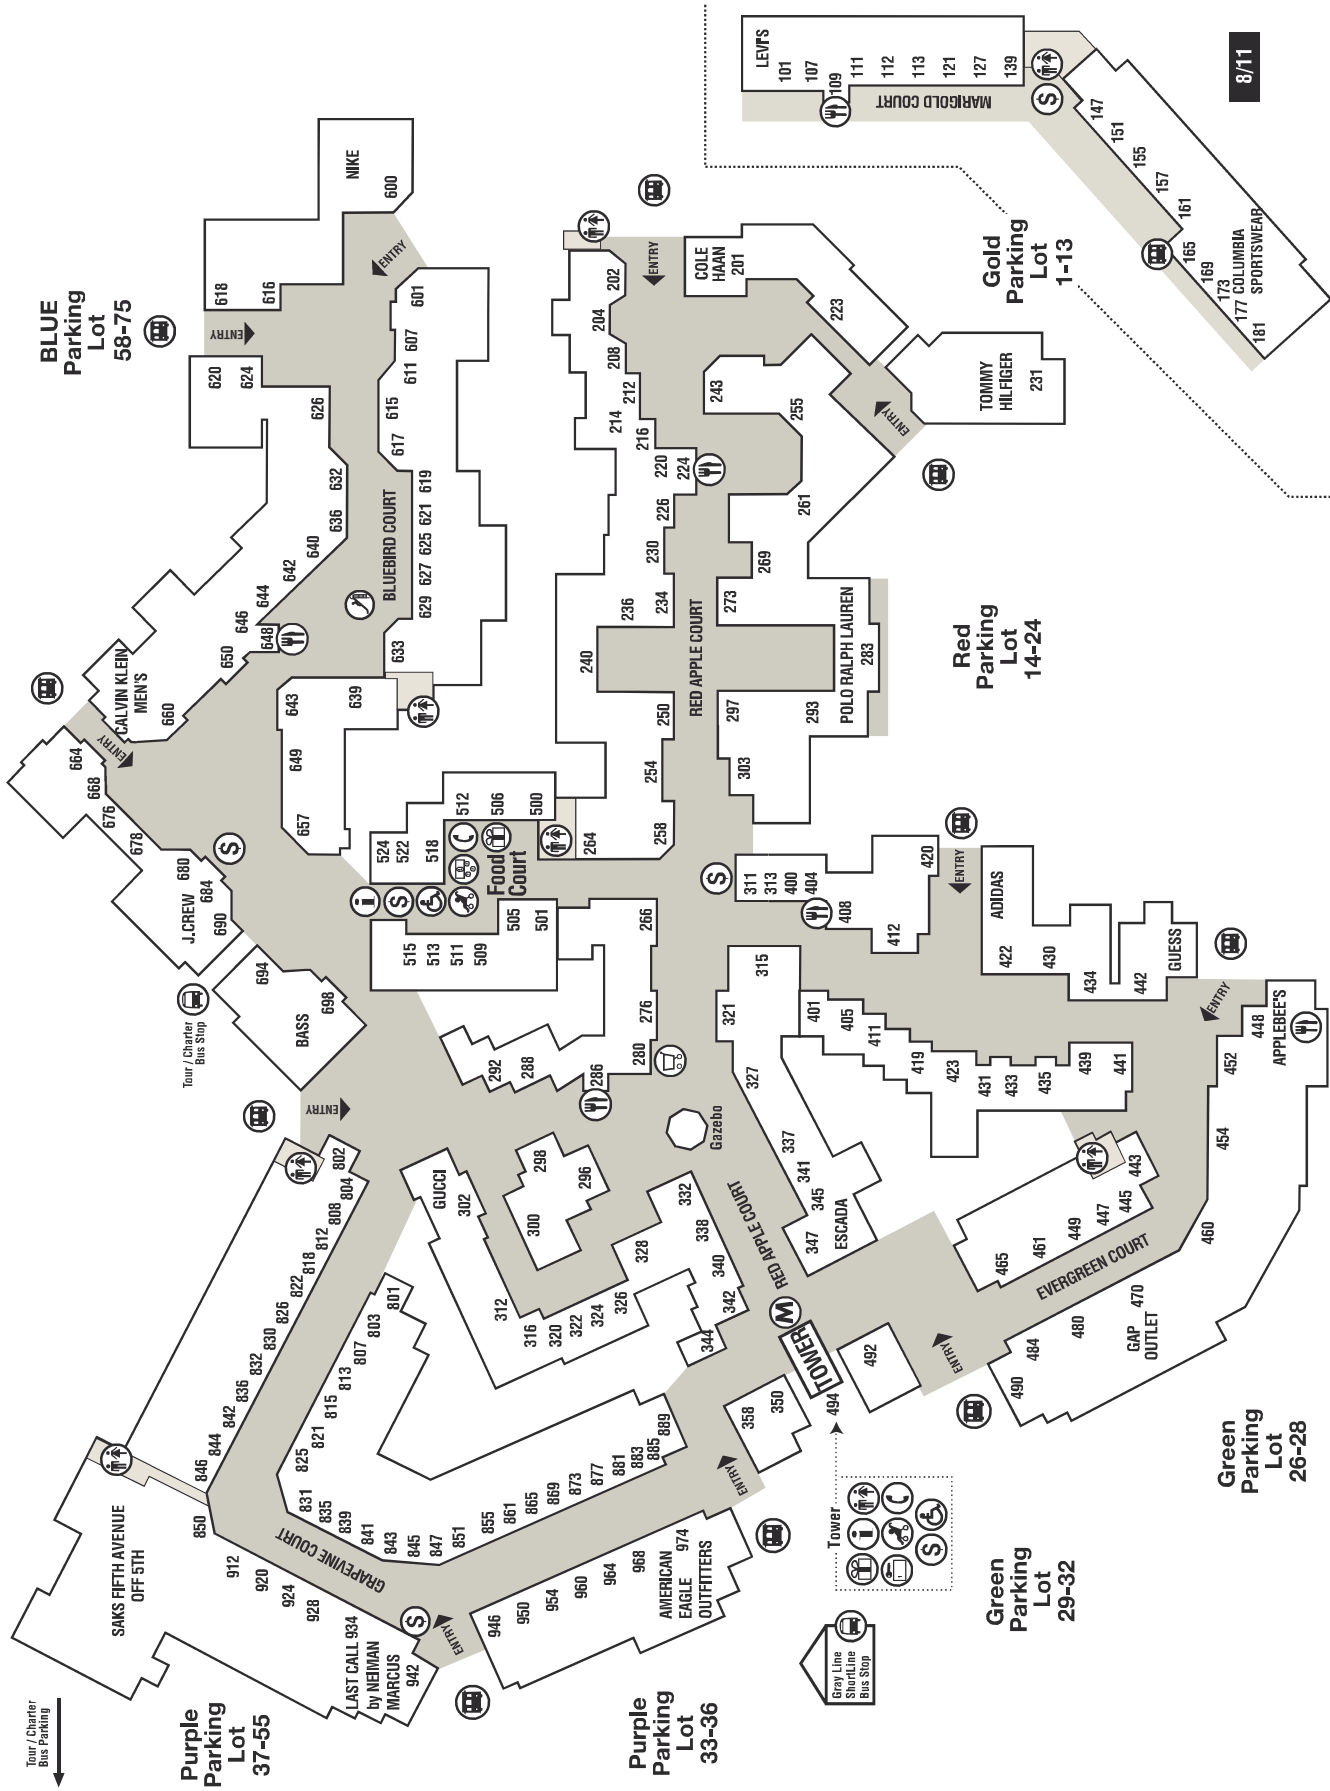 8/11
LEVI'S
101
107
109
111
112
113
121
127
139
MARIGOLD COURT
147
151
155
157
161
165
169
173
177
181
COLUMBIA
SPORTSWEAR
Gold
Parking
Lot
1-13
BLUE
Parking
Lot
58-75
NIKE
600
ENTRY
618
616
ENTRY
620
624
626
632
636
640
642
644
646
648
650
660
CALVIN KLEIN
MEN'S
ENTRY
664
668
676
678
680
684
690
J.CREW
694
698
BASS
601
607
611
615
617
619
621
625
627
629
633
639
643
649
657
BLUEBIRD COURT
Tour / Charter
Bus Stop
ENTRY
COLE
HAAN
201
ENTRY
202
204
208
212
214
216
220
224
226
230
234
236
240
250
254
258
264
223
TOMMY
HILFIGER
231
ENTRY
243
255
261
269
273
POLO RALPH LAUREN
283
293
297
303
RED APPLE COURT
Red
Parking
Lot
14-24
500
506
512
518
522
524
Food
Court
501
505
509
511
513
515
266
276
280
286
288
292
Gazebo
GUCCI
302
298
296
300
312
316
320
322
324
326
328
332
338
340
342
344
RED APPLE COURT
311
313
400
404
408
412
420
ENTRY
ADIDAS
422
430
434
442
GUESS
ENTRY
APPLEBEE'S
448
452
454
460
470
GAP
OUTLET
480
484
490
EVERGREEN COURT
315
321
327
337
341
345
347
ESCADA
401
405
411
419
423
431
433
435
439
441
443
445
447
449
461
465
492
ENTRY
TOWER
M
494
350
358
ENTRY
Tower
Green
Parking
Lot
26-28
Green
Parking
Lot
29-32
Gray Line
ShortLine
Bus Stop
802
804
808
812
818
822
826
830
832
836
842
844
846
850
801
803
807
813
815
821
825
831
835
839
841
843
845
847
851
855
861
865
869
873
877
881
883
885
889
GRAPEVINE COURT
SAKS FIFTH AVENUE
OFF 5TH
912
920
924
928
LAST CALL 934
by NEIMAN
MARCUS
942
ENTRY
946
950
954
960
964
968
974
AMERICAN
EAGLE
OUTFITTERS
Purple
Parking
Lot
37-55
Purple
Parking
Lot
33-36
Tour / Charter
Bus Parking